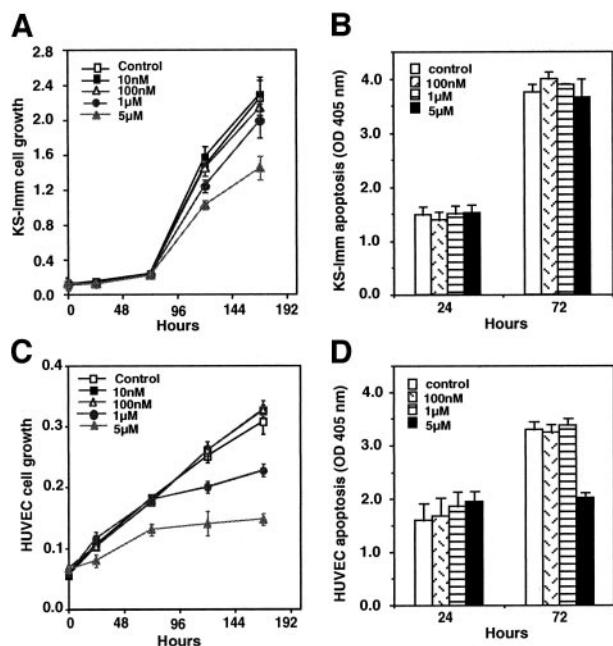 A
KS-Imm cell growth
2.8
2.4
2.0
1.6
1.2
0.8
0.4
0.0
Control
10nM
100nM
1µM
5µM
0 48 96 144 192
Hours
B
KS-Imm apoptosis (OD 405 nm)
4.0
3.0
2.0
1.0
0.0
control
100nM
1µM
5µM
24 72
Hours
C
HUVEC cell growth
0.4
0.3
0.2
0.1
0.0
Control
10nM
100nM
1µM
5µM
0 48 96 144 192
Hours
D
HUVEC apoptosis (OD 405 nm)
4.0
3.0
2.0
1.0
0.0
control
100nM
1µM
5µM
24 72
Hours